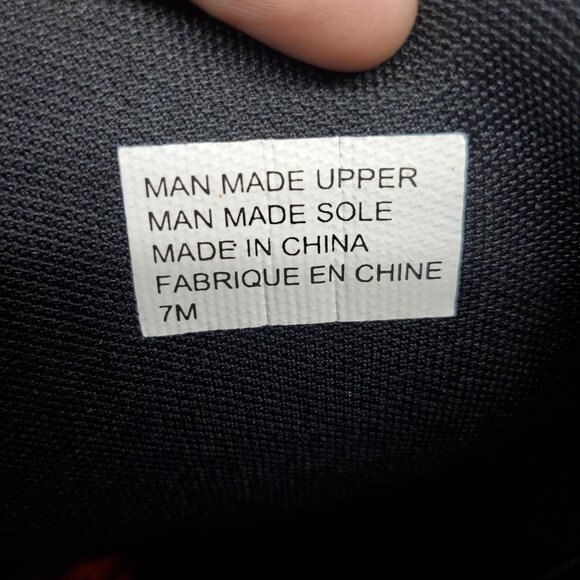 MAN MADE UPPER
MAN MADE SOLE
MADE IN CHINA
FABRIQUE EN CHINE
7M